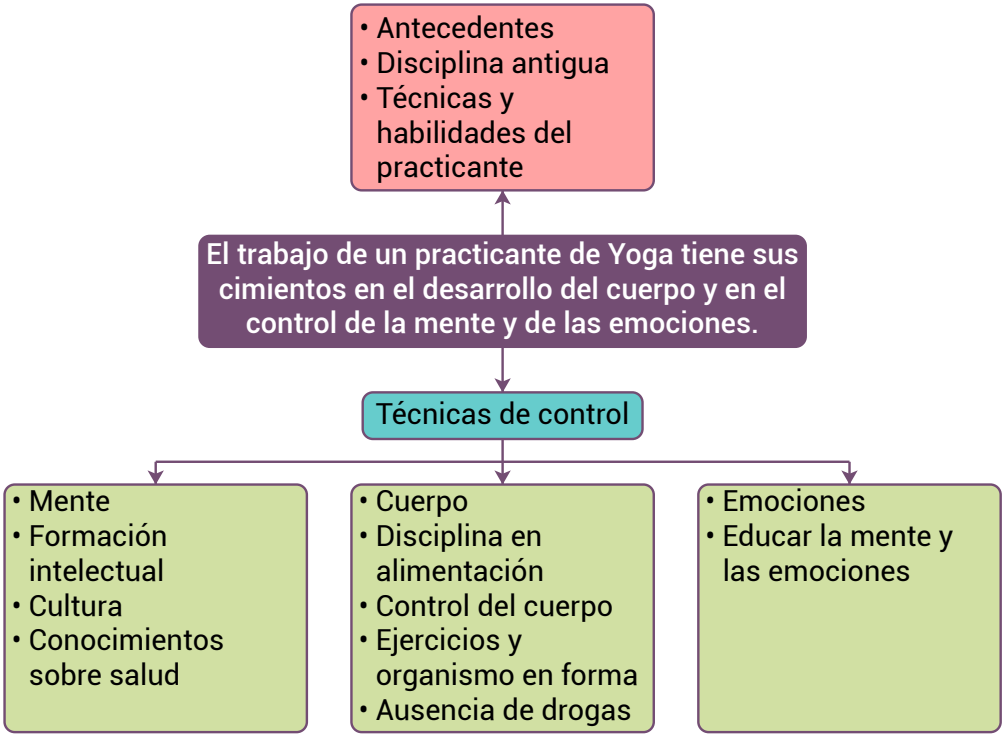 • Antecedentes
• Disciplina antigua
• Técnicas y
habilidades del
practicante
El trabajo de un practicante de Yoga tiene sus
cimientos en el desarrollo del cuerpo y en el
control de la mente y de las emociones.
Técnicas de control
• Mente
• Formación
intelectual
• Cultura
• Conocimientos
sobre salud
• Cuerpo
• Disciplina en
alimentación
• Control del cuerpo
• Ejercicios y
organismo en forma
• Ausencia de drogas
• Emociones
• Educar la mente y
las emociones